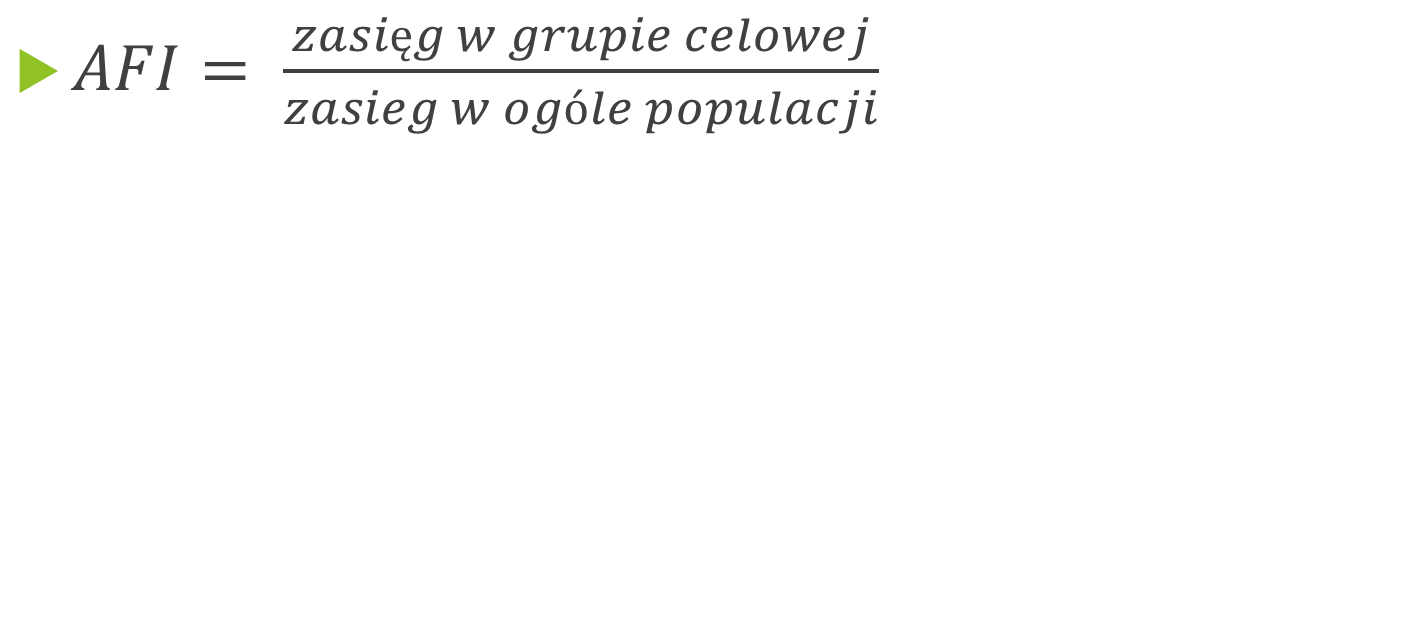 AFI = zasięg w grupie celowej
zasieg w ogóle populacji